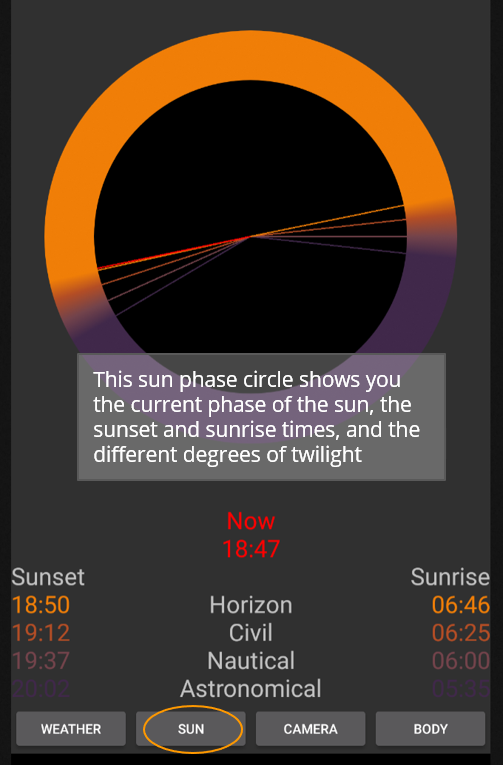 This sun phase circle shows you
the current phase of the sun, the
sunset and sunrise times, and the
different degrees of twilight
Now
18:47
Sunset Sunrise
18:50 Horizon 06:46
19:12 Civil 06:25
19:37 Nautical 06:00
20:02 Astronomical 05:35
WEATHER SUN CAMERA BODY